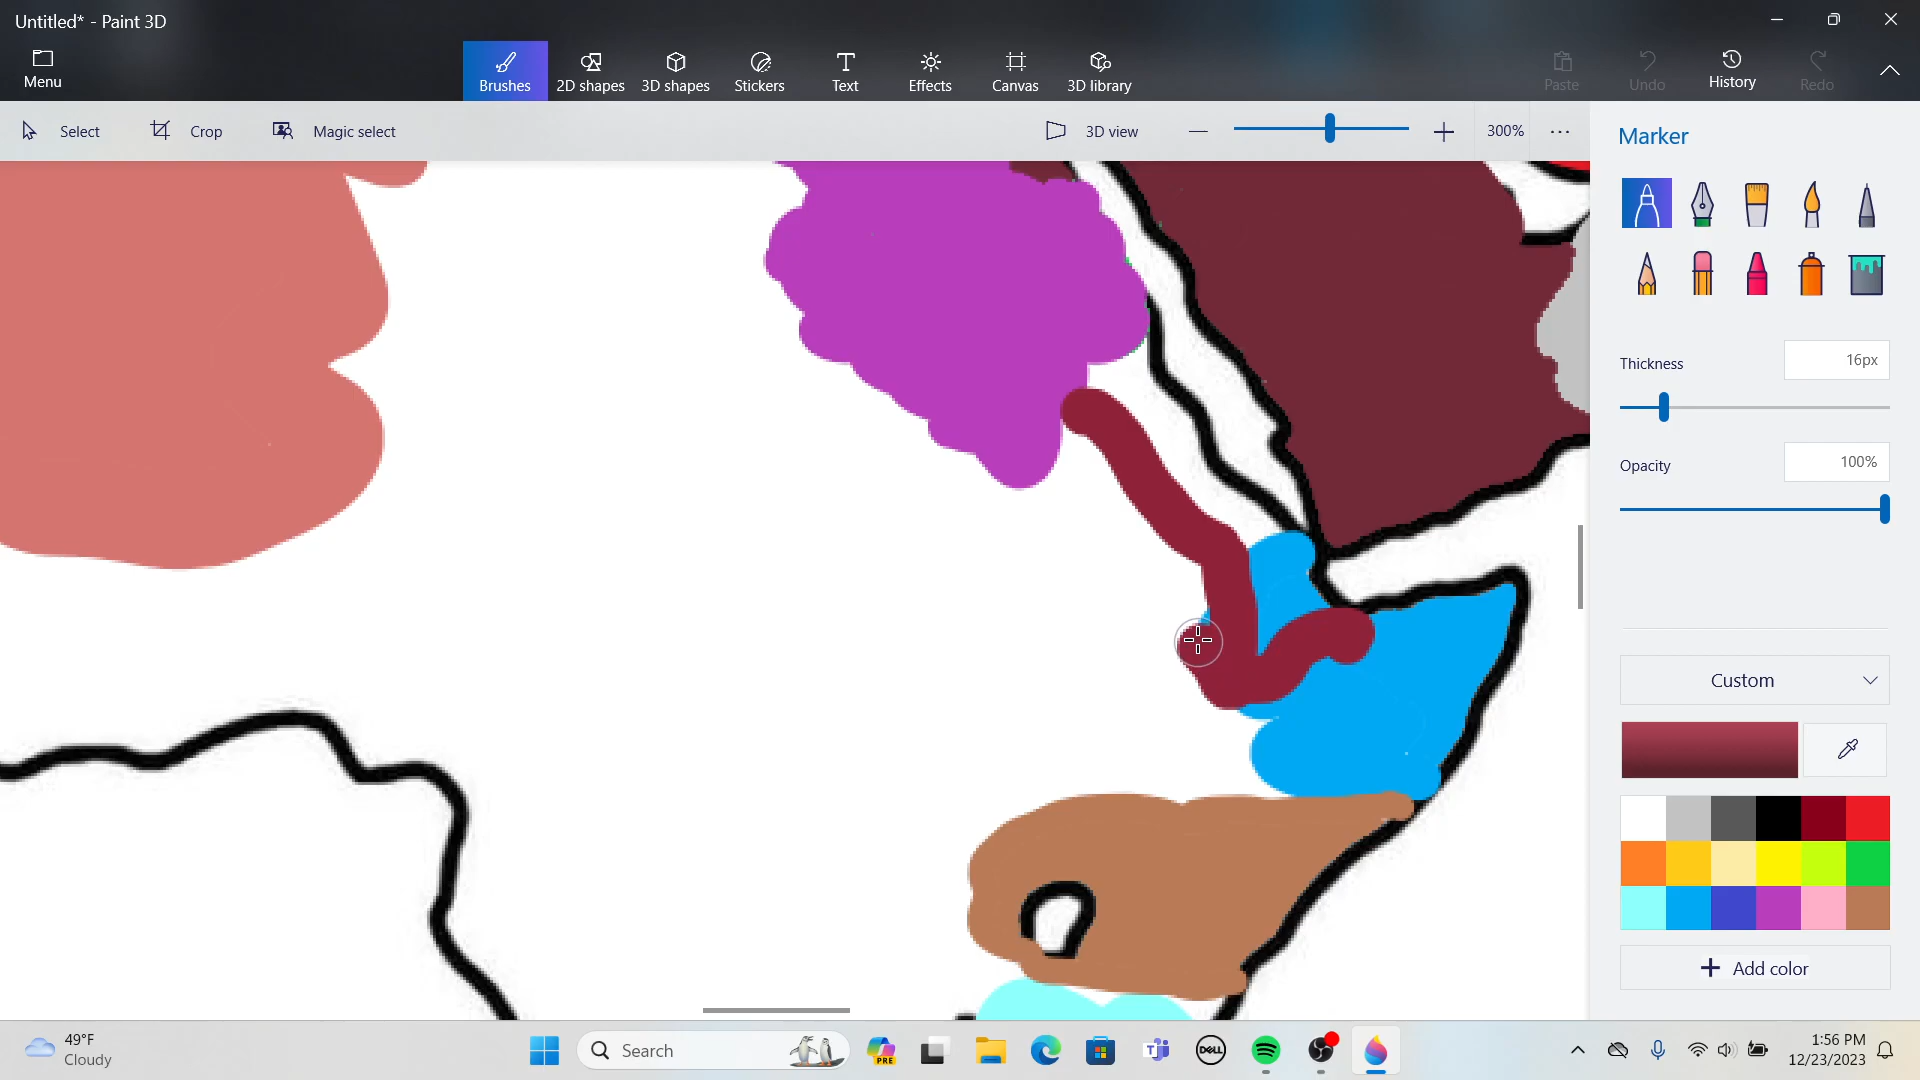 Untitled* - Paint 3D
Menu
Brushes
2D shapes
3D shapes
Stickers
Text
Effects
Canvas
3D library
Paste
Undo
History
Redo
Select
Crop
Magic select
3D view
300%
Marker
Thickness
16px
Opacity
100%
Custom
Add color
49°F
Cloudy
Search
PRE
DELL
1:56 PM
12/23/2023